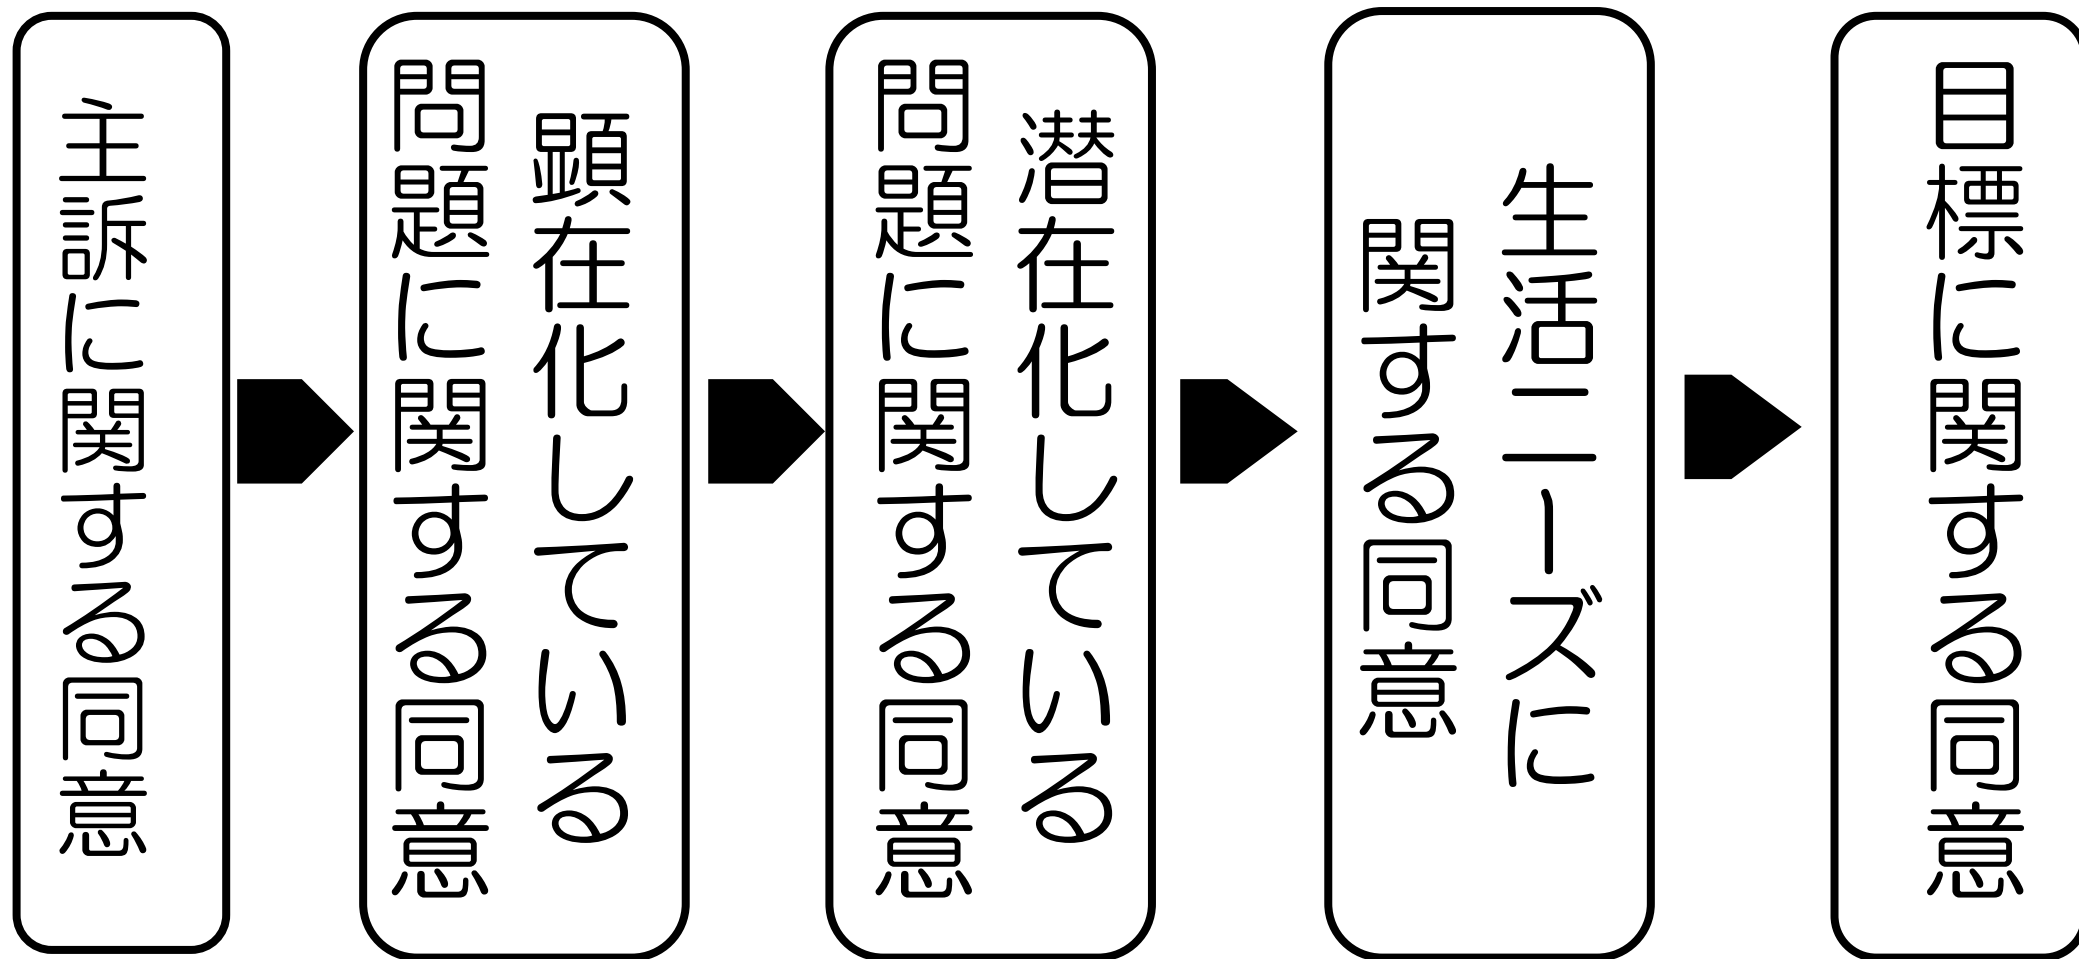 主訴に関する同意
顕在化している
問題に関する同意
潜在化している
問題に関する同意
生活ニーズに
関する同意
目標に関する同意